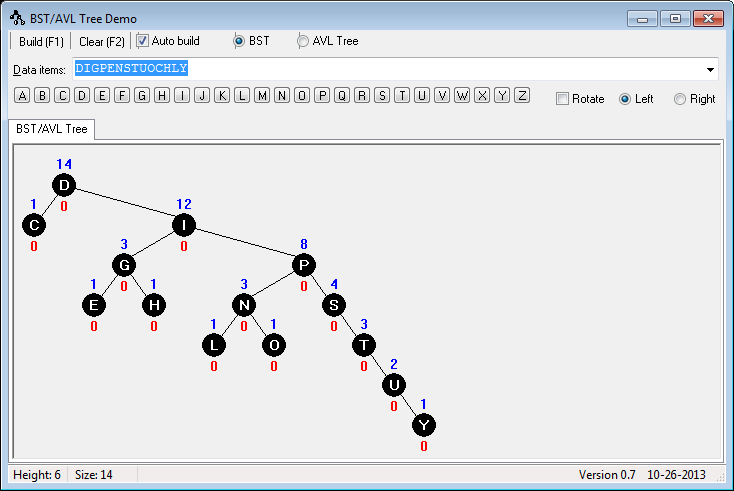 BST/AVL Tree Demo
Build (F1) Clear (F2) Auto build BST AVL Tree
Data items: DIGPENSTUOCHLY
A B C D E F G H I J K L M N O P Q R S T U V W X Y Z Rotate Left Right
BST/AVL Tree
14
D
1 0 12
C I
0 3 0 8
G P
1 0 1 3 0 4
E H N S
0 0 1 0 1 0 3
L O T
0 0 0 2
U
0 1
Y
0
Height: 6 Size: 14 Version 0.7 10-26-2013